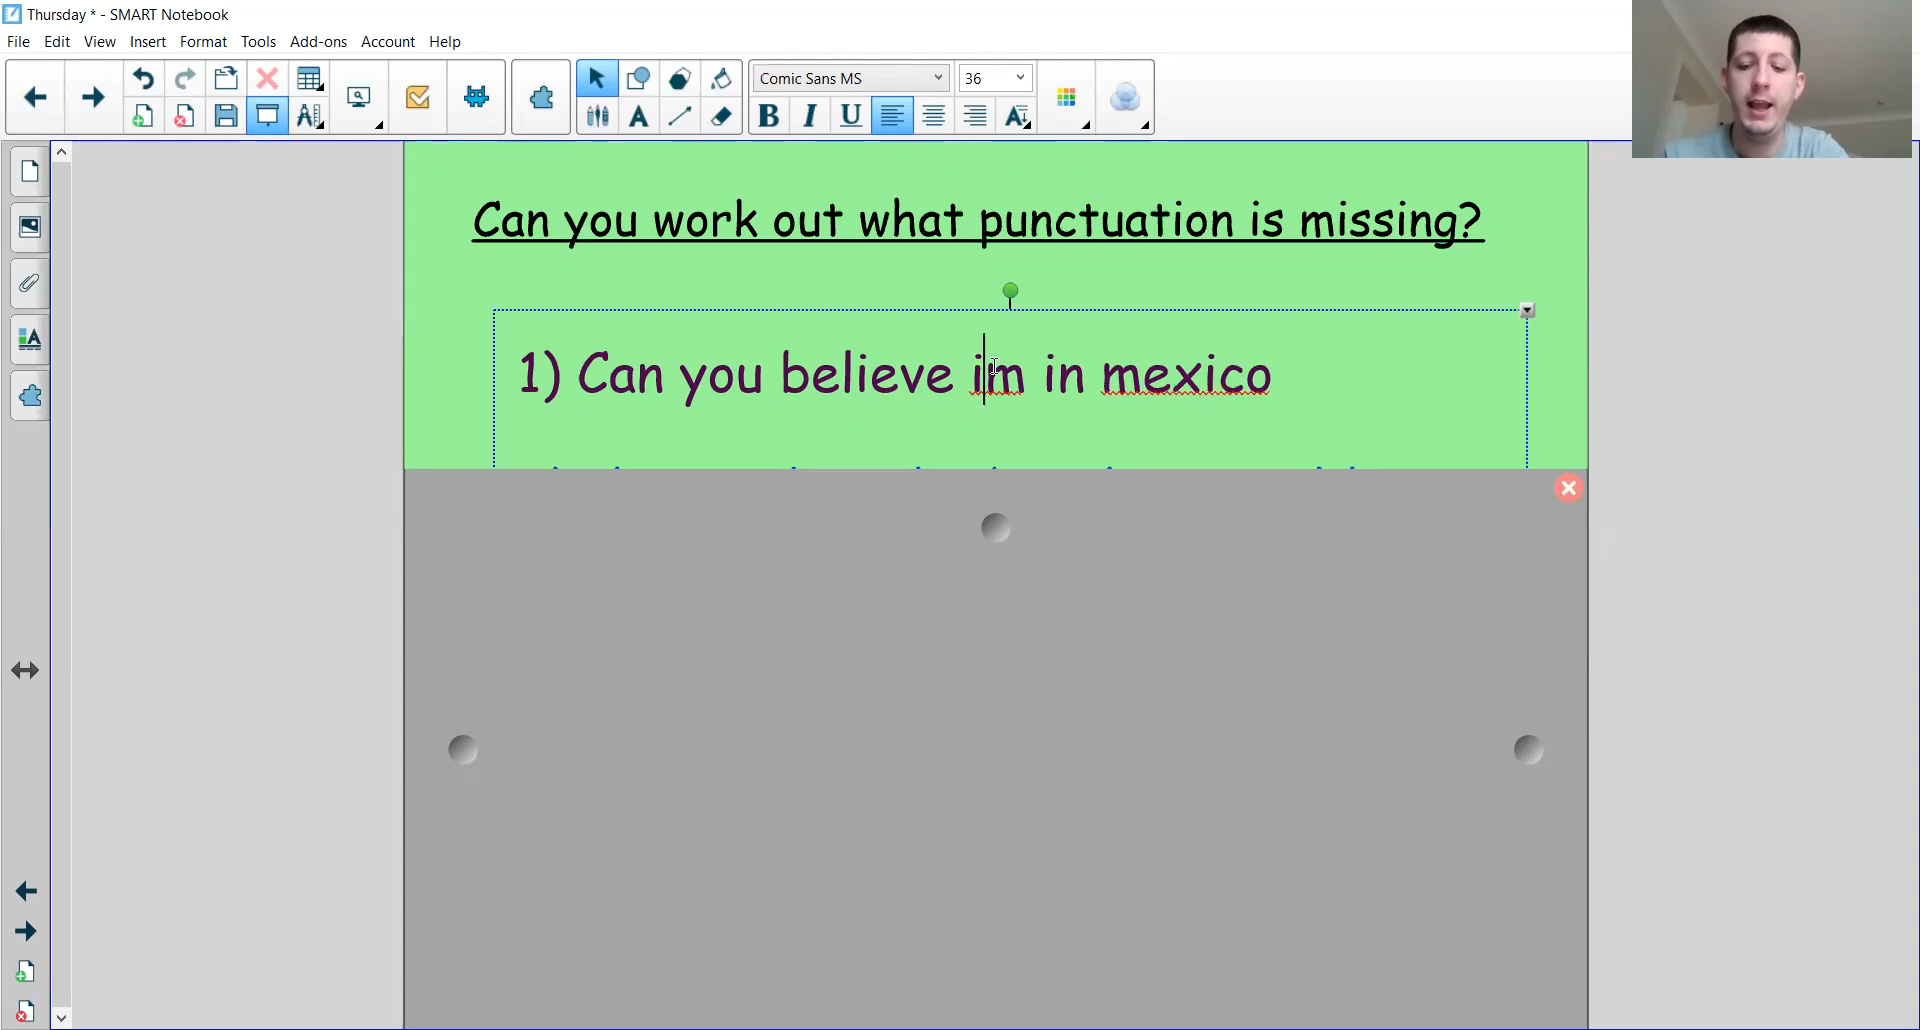 Thursday * - SMART Notebook
File Edit View Insert Format Tools Add-ons Account Help
Comic Sans MS 36
B I U
Can you work out what punctuation is missing?
1) Can you believe im in mexico